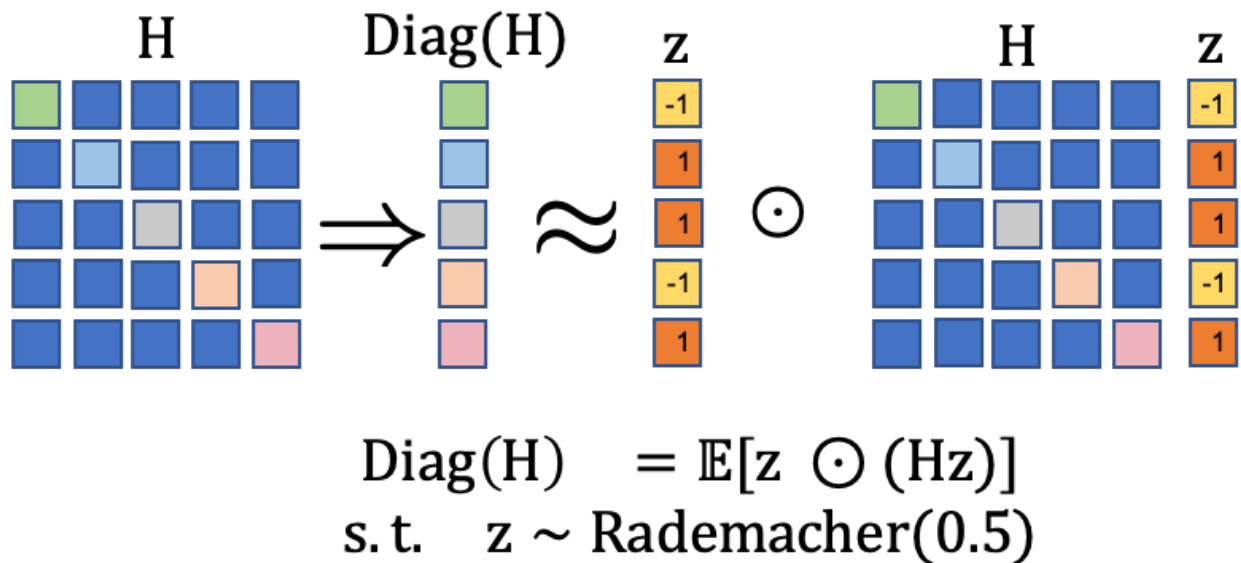 H Diag(H) z H z
-1 -1
1 1
⇒ ≈ 1 ⊙ 1
-1 -1
1 1
Diag(H) = 𝔼[z ⊙ (Hz)]
s. t. z ~ Rademacher(0.5)